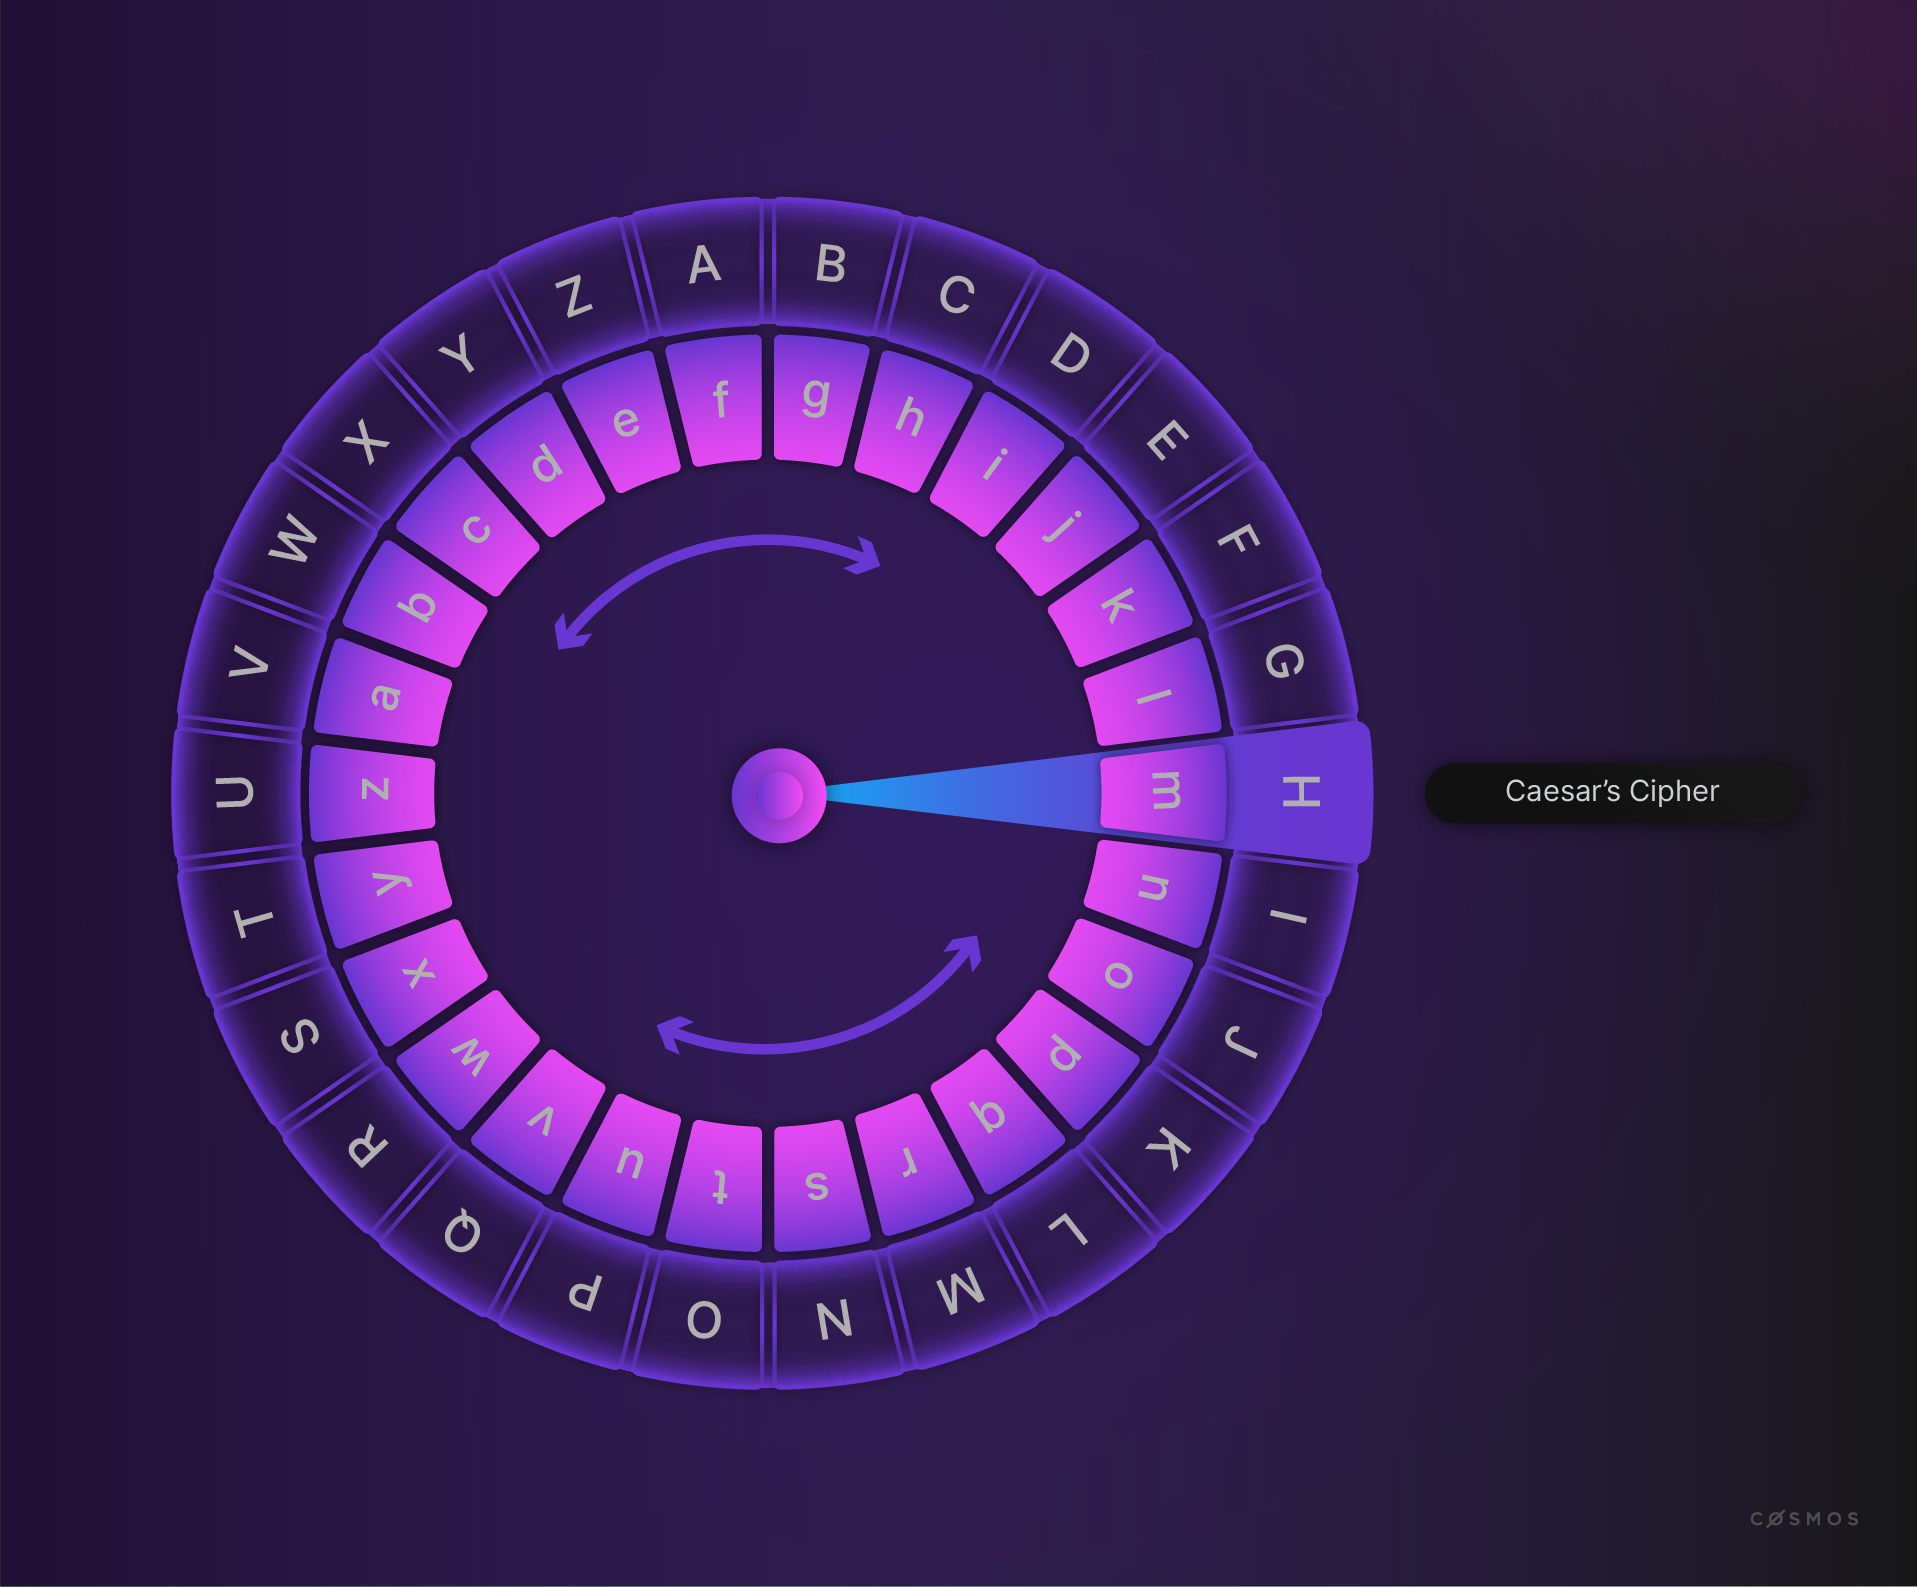 A B C D E F G H I J K L M N O P Q R S T U V W X Y Z
f g h i j k l m n o p q r s t u v w x y z a b c d e
Caesar’s Cipher
CØSMOS